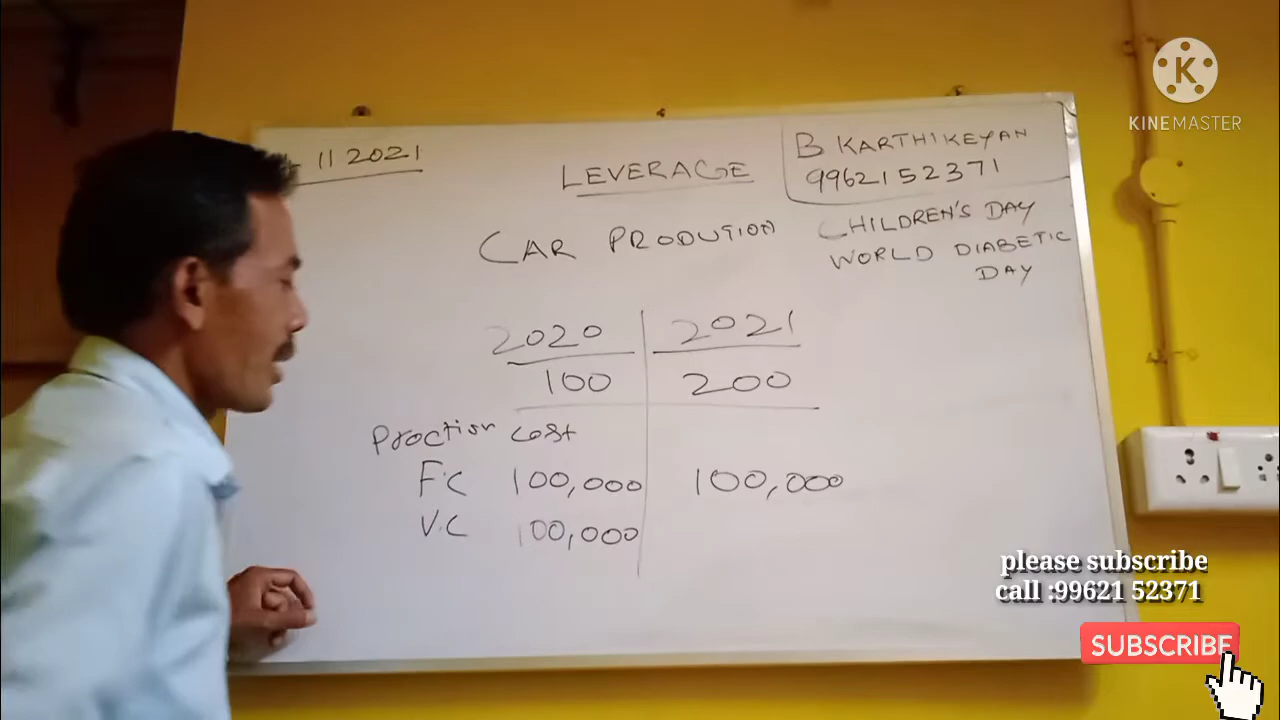 11 2021
LEVERAGE
B KARTHIKEYAN
9962152371
CHILDREN'S DAY
WORLD DIABETIC
DAY
CAR PRODUTION
2020 2021
100 200
Proction cost
F.C 100,000 100,000
V.C 100,000
K
KINEMASTER
please subscribe
call :99621 52371
SUBSCRIBE